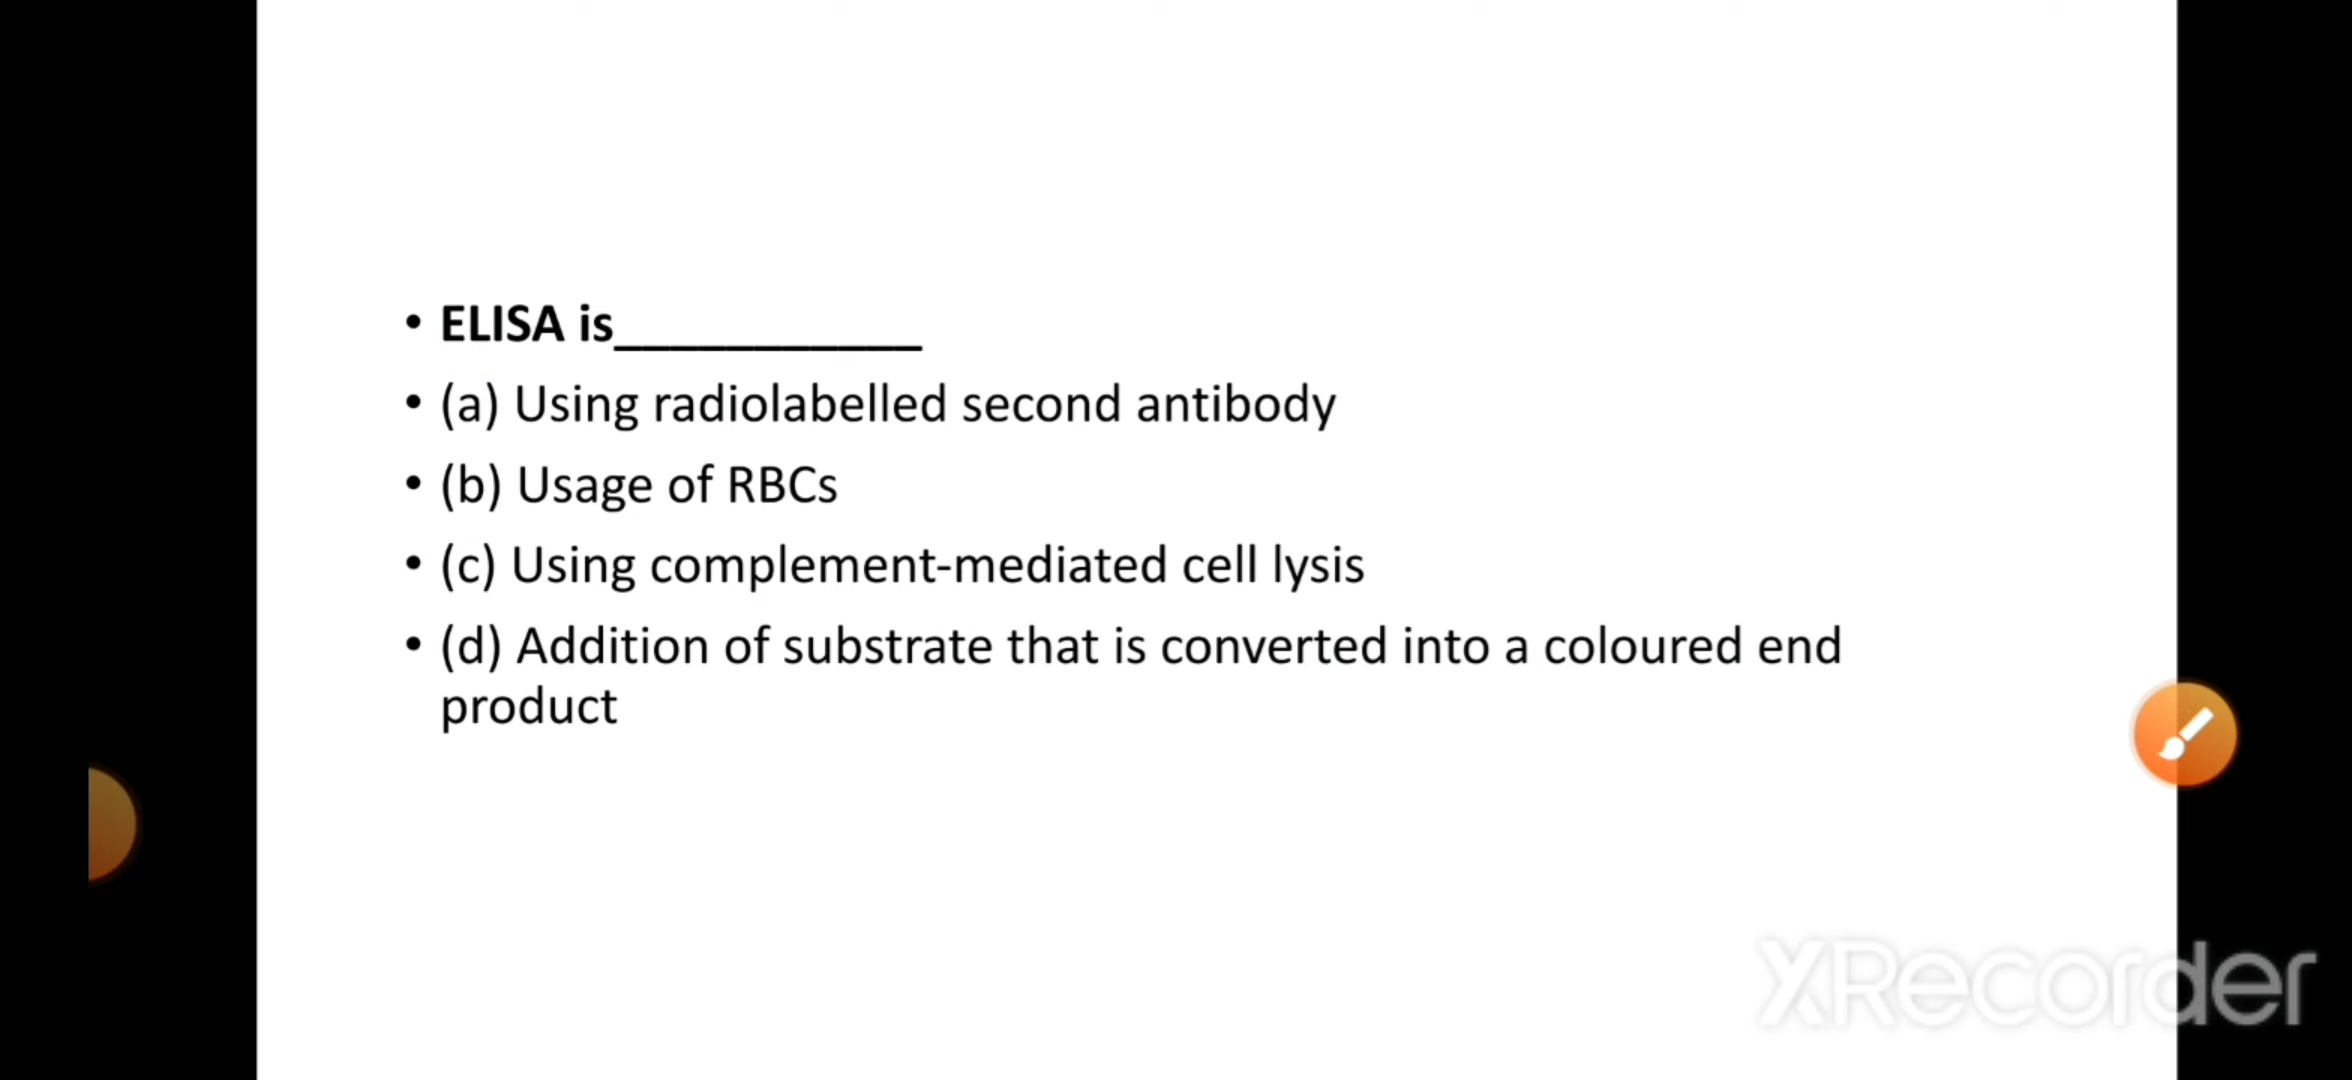 • ELISA is___________
• (a) Using radiolabelled second antibody
• (b) Usage of RBCs
• (c) Using complement-mediated cell lysis
• (d) Addition of substrate that is converted into a coloured end
product
XRecorder